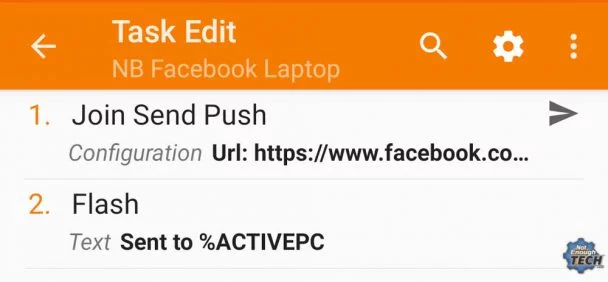 Task Edit
NB Facebook Laptop
1. Join Send Push
Configuration Url: https://www.facebook.co...
2. Flash
Text Sent to %ACTIVEPC
Not
Enough
TECH